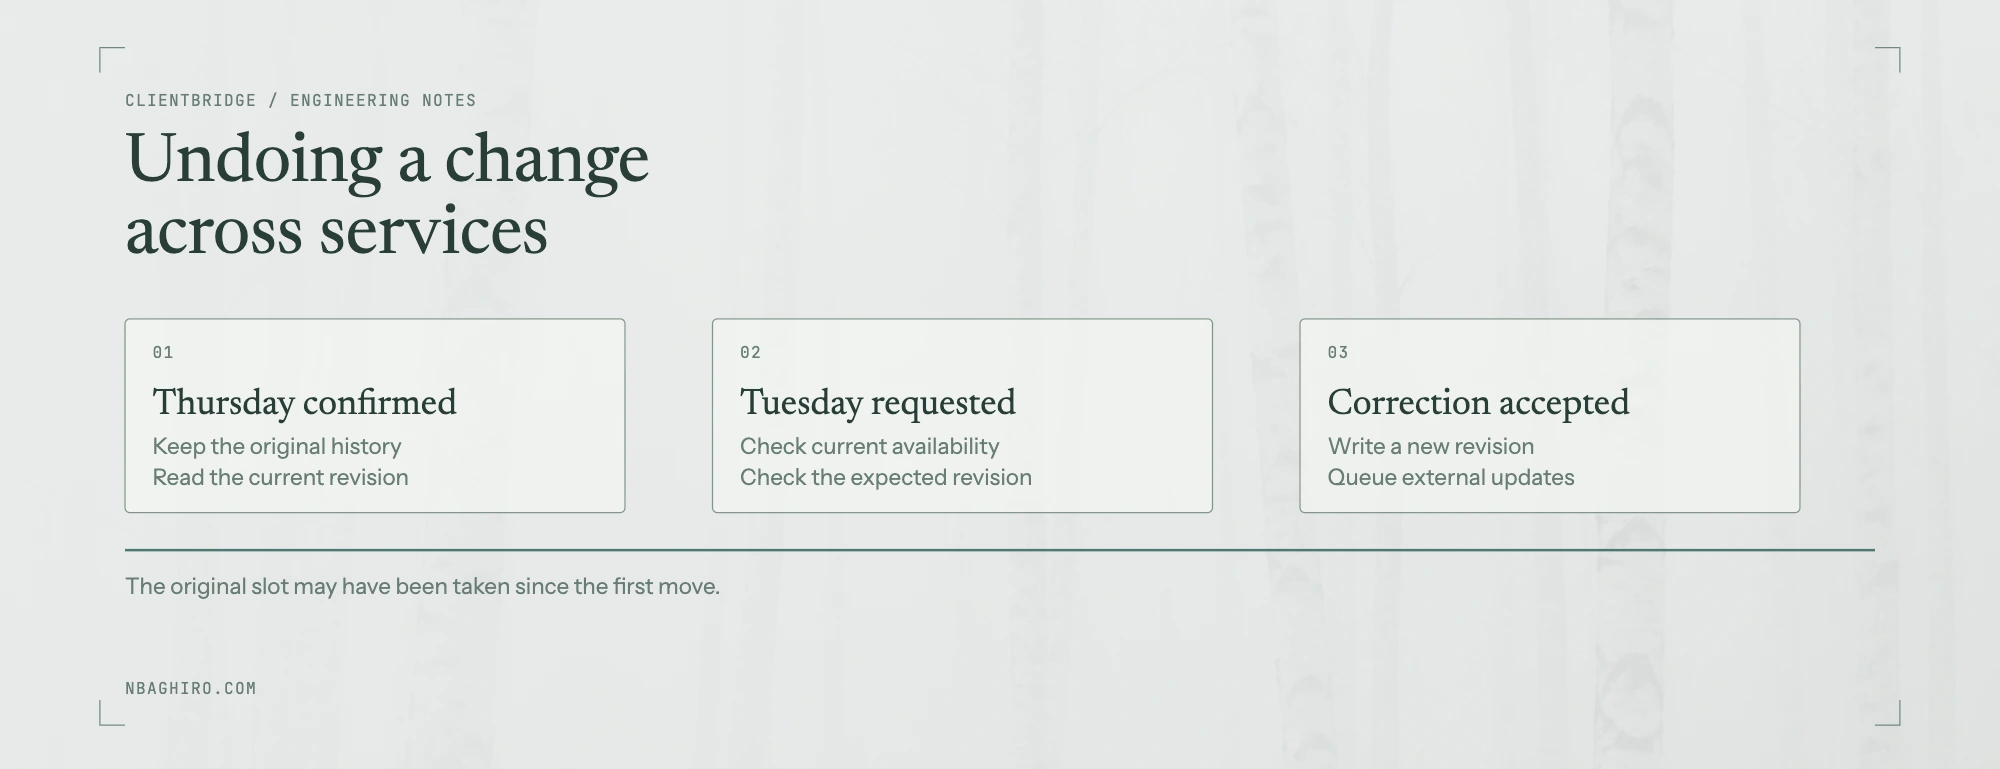 CLIENTBRIDGE / ENGINEERING NOTES
Undoing a change
across services
01
Thursday confirmed
Keep the original history
Read the current revision
02
Tuesday requested
Check current availability
Check the expected revision
03
Correction accepted
Write a new revision
Queue external updates
The original slot may have been taken since the first move.
NBAGHIRO.COM